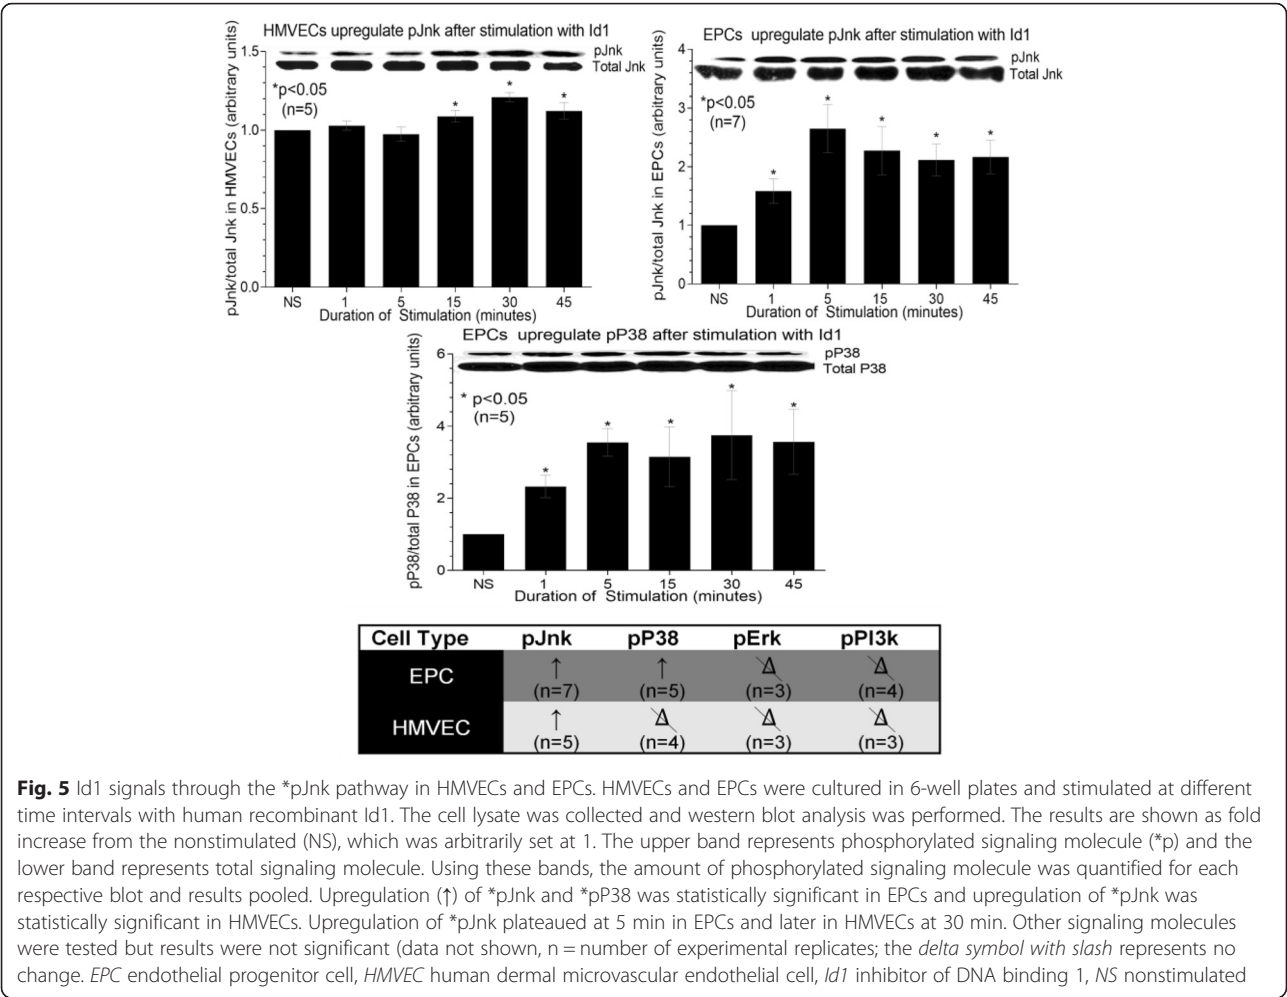 HMVECs upregulate pJnk after stimulation with Id1
pJnk
Total Jnk
*p<0.05
(n=5)
1.5
1.0
0.5
0.0
* * *
pJnk/total Jnk in HMVECs (arbitrary units)
NS 1 5 15 30 45
Duration of Stimulation (minutes)
EPCs upregulate pJnk after stimulation with Id1
pJnk
Total Jnk
*p<0.05
(n=7)
4
3
2
1
0
* * * * *
pJnk/total Jnk in EPCs (arbitrary units)
NS 1 5 15 30 45
Duration of Stimulation (minutes)
EPCs upregulate pP38 after stimulation with Id1
pP38
Total P38
* p<0.05
(n=5)
6
4
2
0
* * * * *
pP38/total P38 in EPCs (arbitrary units)
NS 1 5 15 30 45
Duration of Stimulation (minutes)
Cell Type pJnk pP38 pErk pPI3k
EPC ↑ ↑ Δ̸ Δ̸
(n=7) (n=5) (n=3) (n=4)
HMVEC ↑ Δ̸ Δ̸ Δ̸
(n=5) (n=4) (n=3) (n=3)
Fig. 5 Id1 signals through the *pJnk pathway in HMVECs and EPCs. HMVECs and EPCs were cultured in 6-well plates and stimulated at different
time intervals with human recombinant Id1. The cell lysate was collected and western blot analysis was performed. The results are shown as fold
increase from the nonstimulated (NS), which was arbitrarily set at 1. The upper band represents phosphorylated signaling molecule (*p) and the
lower band represents total signaling molecule. Using these bands, the amount of phosphorylated signaling molecule was quantified for each
respective blot and results pooled. Upregulation (↑) of *pJnk and *pP38 was statistically significant in EPCs and upregulation of *pJnk was
statistically significant in HMVECs. Upregulation of *pJnk plateaued at 5 min in EPCs and later in HMVECs at 30 min. Other signaling molecules
were tested but results were not significant (data not shown, n = number of experimental replicates; the delta symbol with slash represents no
change. EPC endothelial progenitor cell, HMVEC human dermal microvascular endothelial cell, Id1 inhibitor of DNA binding 1, NS nonstimulated